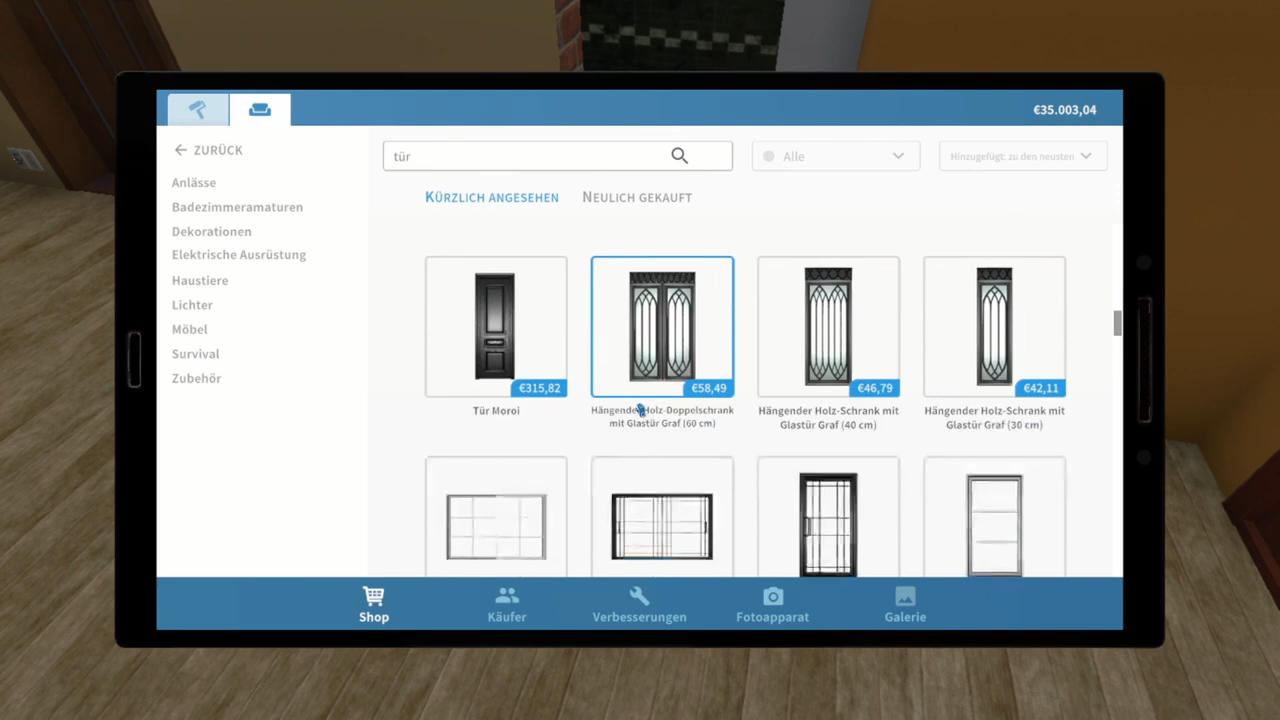 €35.003,04
ZURÜCK
tür
Alle
Hinzugefügt: zu den neusten
KÜRZLICH ANGESEHEN
NEULICH GEKAUFT
Anlässe
Badezimmeramaturen
Dekorationen
Elektrische Ausrüstung
Haustiere
Lichter
Möbel
Survival
Zubehör
€315,82
€58,49
€46,79
€42,11
Tür Moroi
Hängender Holz-Doppelschrank
mit Glastür Graf (60 cm)
Hängender Holz-Schrank mit
Glastür Graf (40 cm)
Hängender Holz-Schrank mit
Glastür Graf (30 cm)
Shop
Käufer
Verbesserungen
Fotoapparat
Galerie